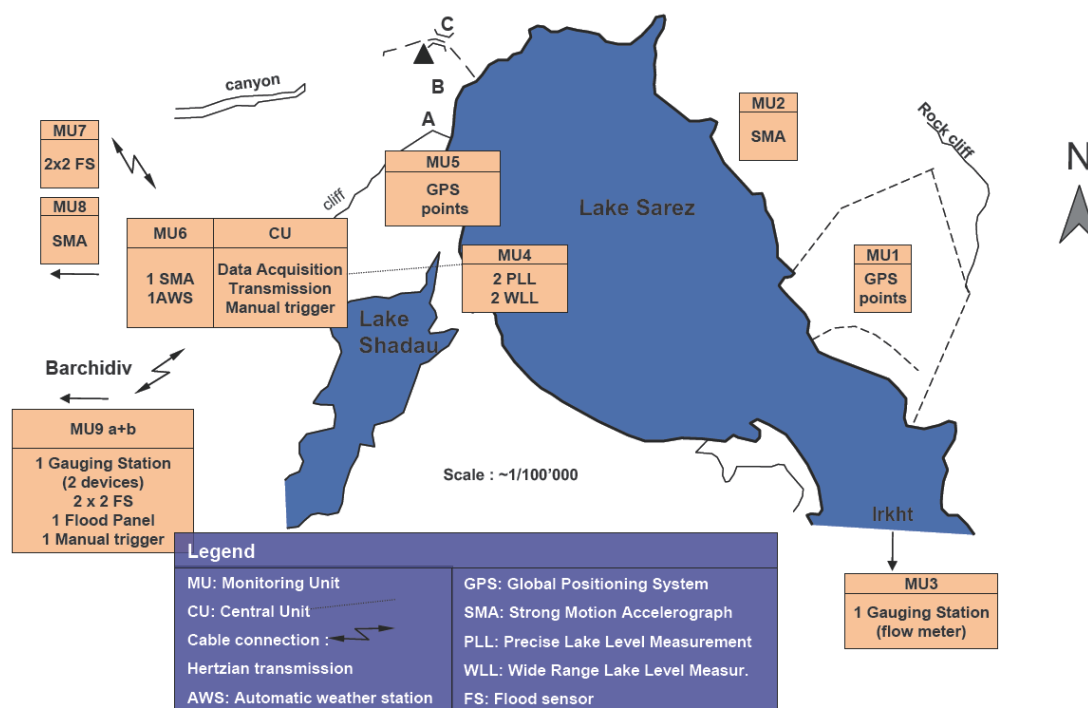 C
canyon
B
A
MU7
2x2 FS
MU8
SMA
cliff
MU5
GPS
points
MU2
SMA
Rock cliff
N
Lake Sarez
MU6
1 SMA
1AWS
CU
Data Acquisition
Transmission
Manual trigger
MU4
2 PLL
2 WLL
MU1
GPS
points
Lake
Shadau
Barchidiv
MU9 a+b
1 Gauging Station
(2 devices)
2 x 2 FS
1 Flood Panel
1 Manual trigger
Scale : ~1/100'000
Irkht
MU3
1 Gauging Station
(flow meter)
Legend
MU: Monitoring Unit
CU: Central Unit
Cable connection :
Hertzian transmission
AWS: Automatic weather station
GPS: Global Positioning System
SMA: Strong Motion Accelerograph
PLL: Precise Lake Level Measurement
WLL: Wide Range Lake Level Measur.
FS: Flood sensor